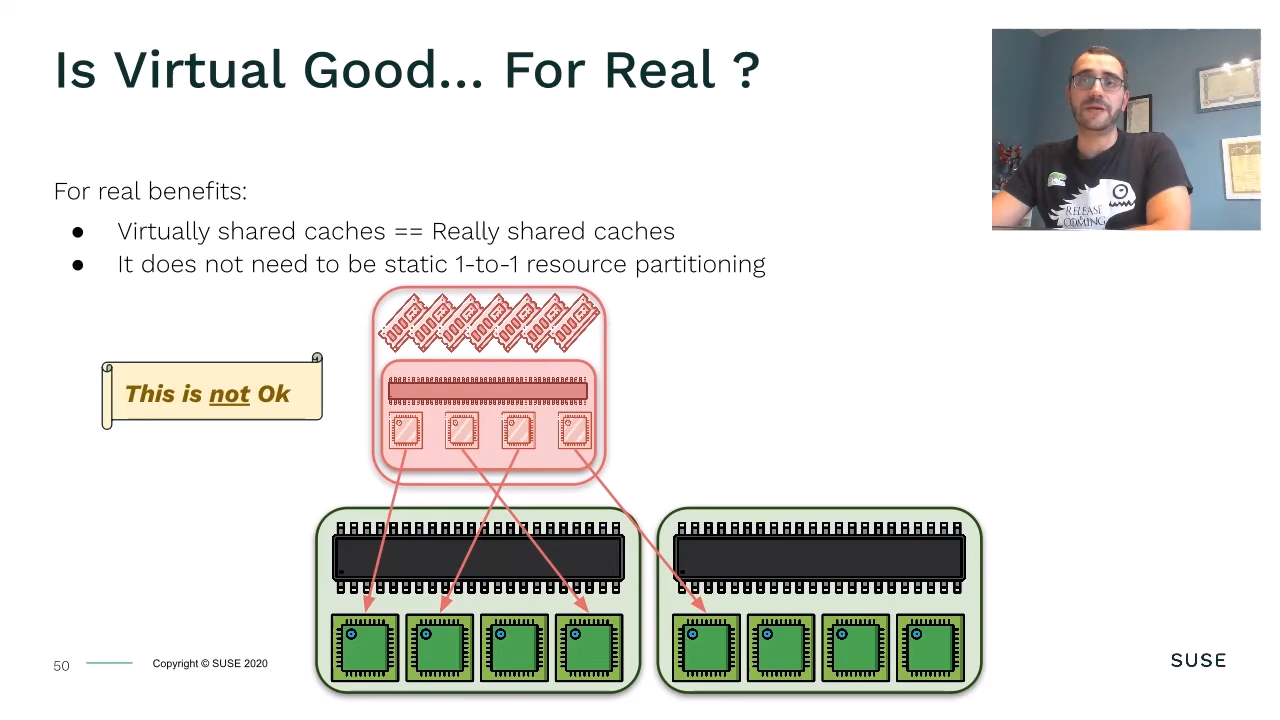 Is Virtual Good... For Real ?
For real benefits:
● Virtually shared caches == Really shared caches
● It does not need to be static 1-to-1 resource partitioning
This is not Ok
RELEASE
50
Copyright © SUSE 2020
SUSE